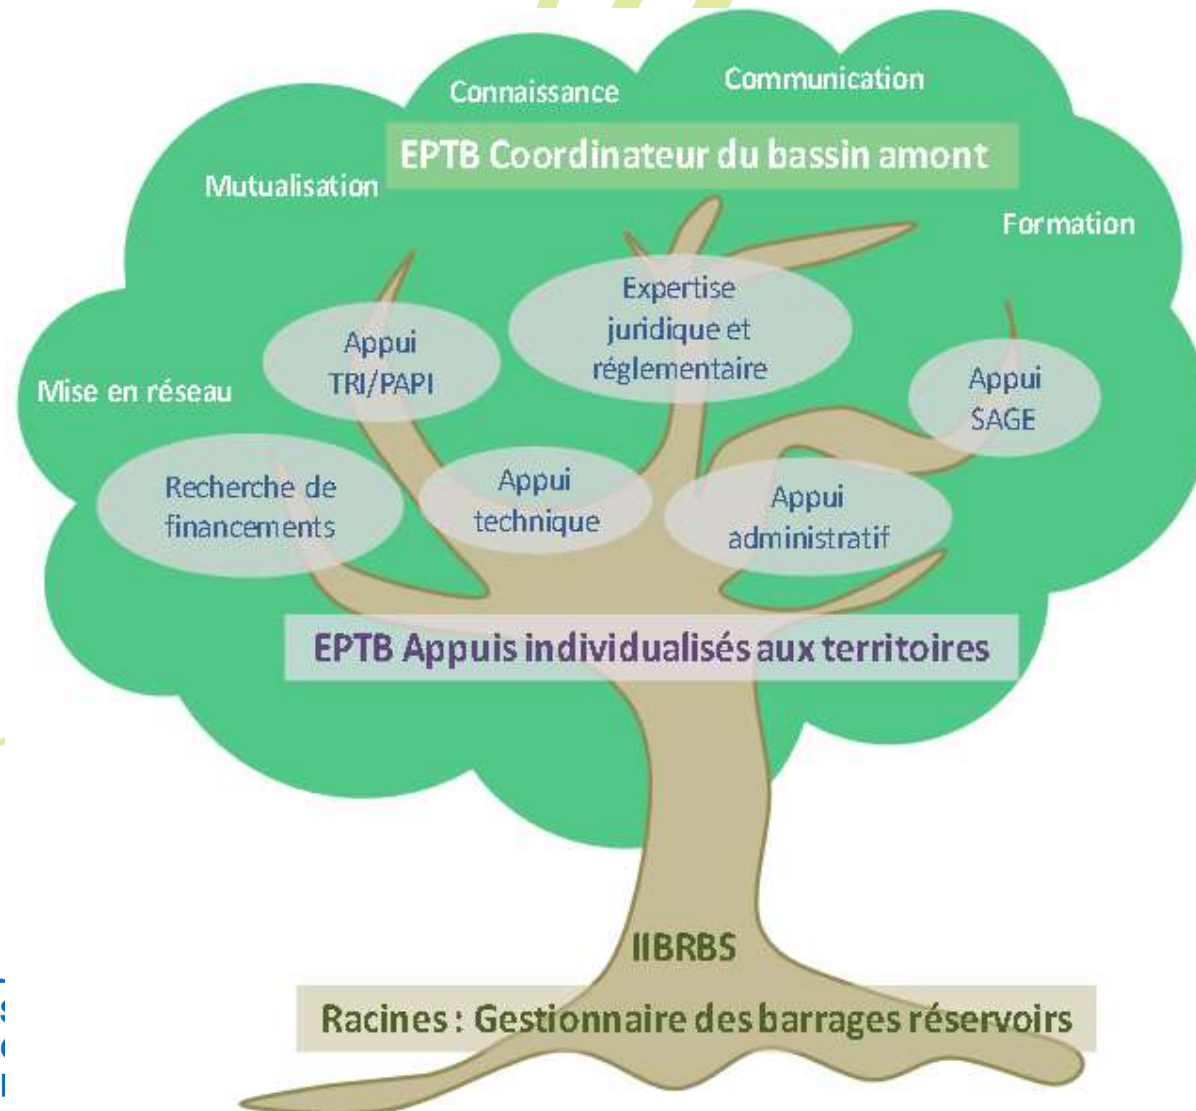 Connaissance
Communication
EPTB Coordinateur du bassin amont
Mutualisation
Formation
Expertise
juridique et
réglementaire
Appui
TRI/PAPI
Appui
SAGE
Mise en réseau
Recherche de
financements
Appui
technique
Appui
administratif
EPTB Appuis individualisés aux territoires
IIBRBS
Racines : Gestionnaire des barrages réservoirs